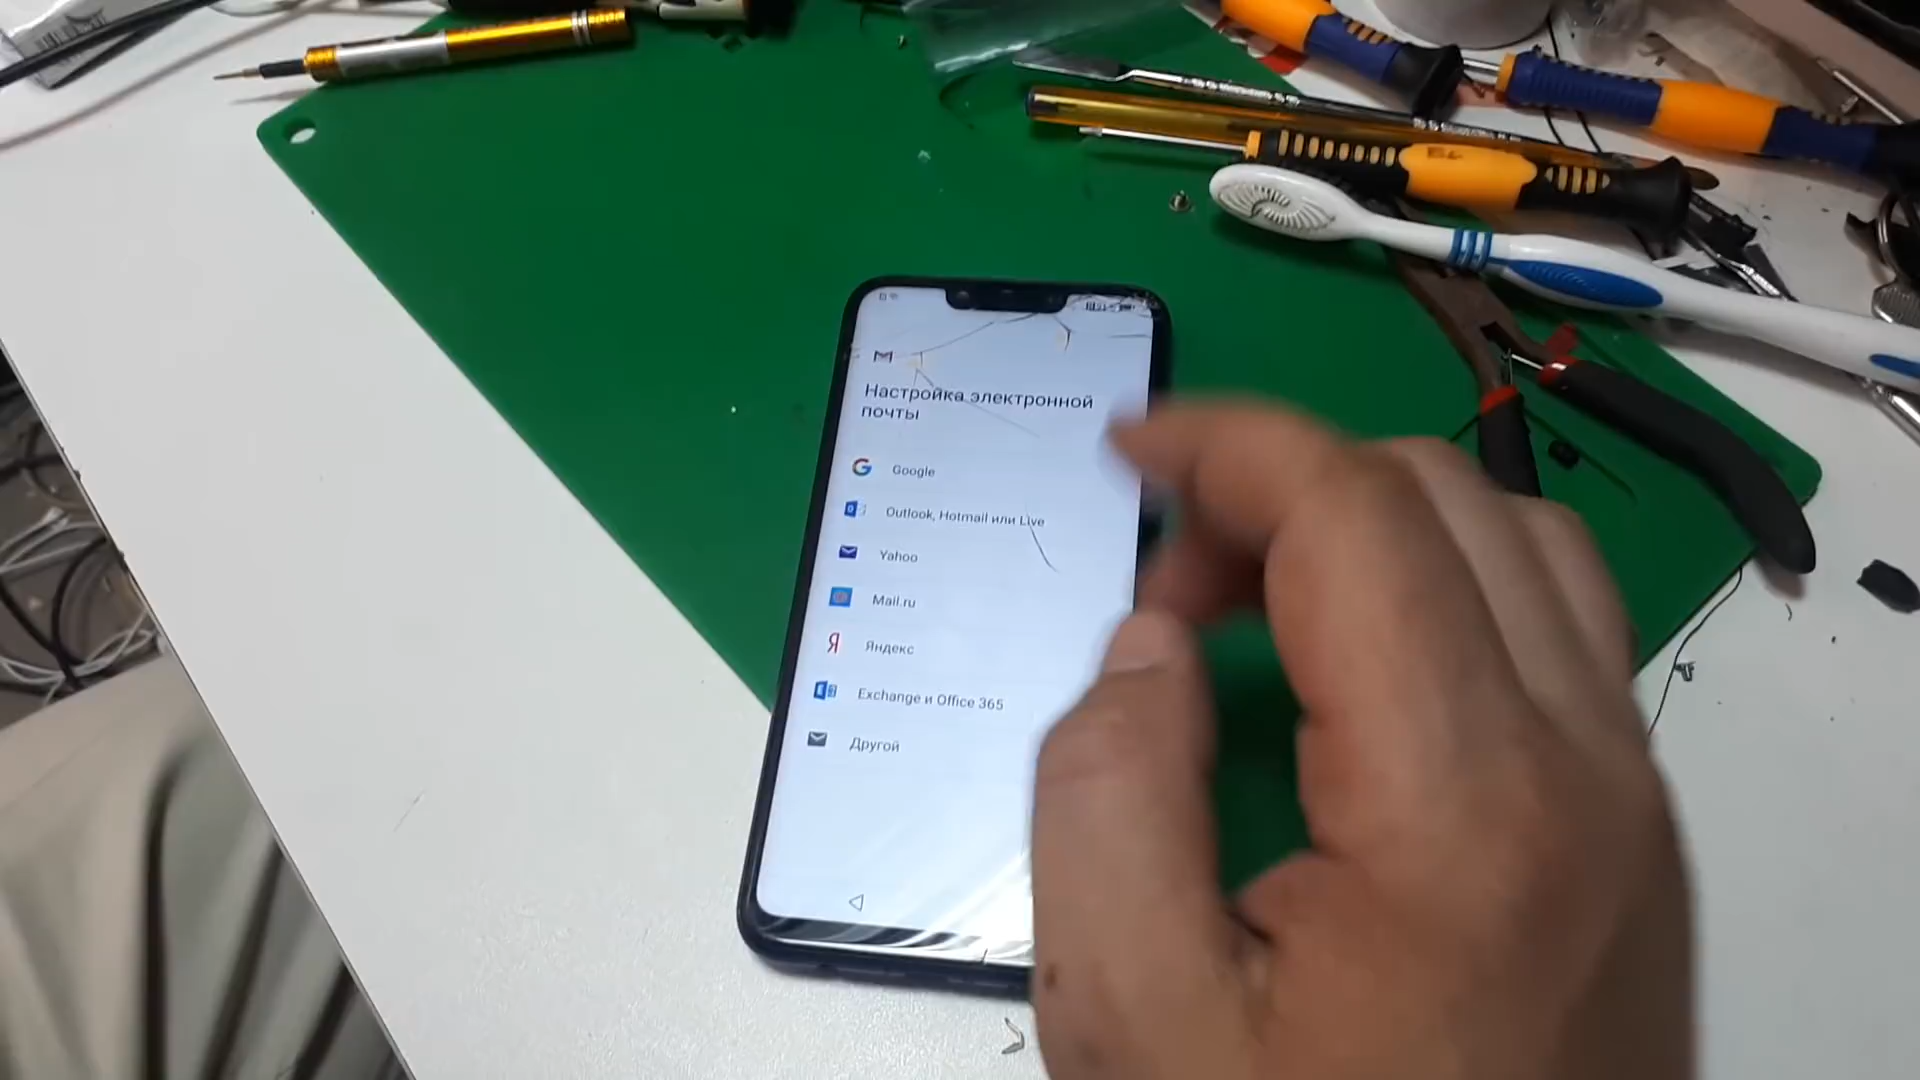 Настройка электронной
почты
Google
Outlook, Hotmail или Live
Yahoo
Mail.ru
Яндекс
Exchange и Office 365
Другой